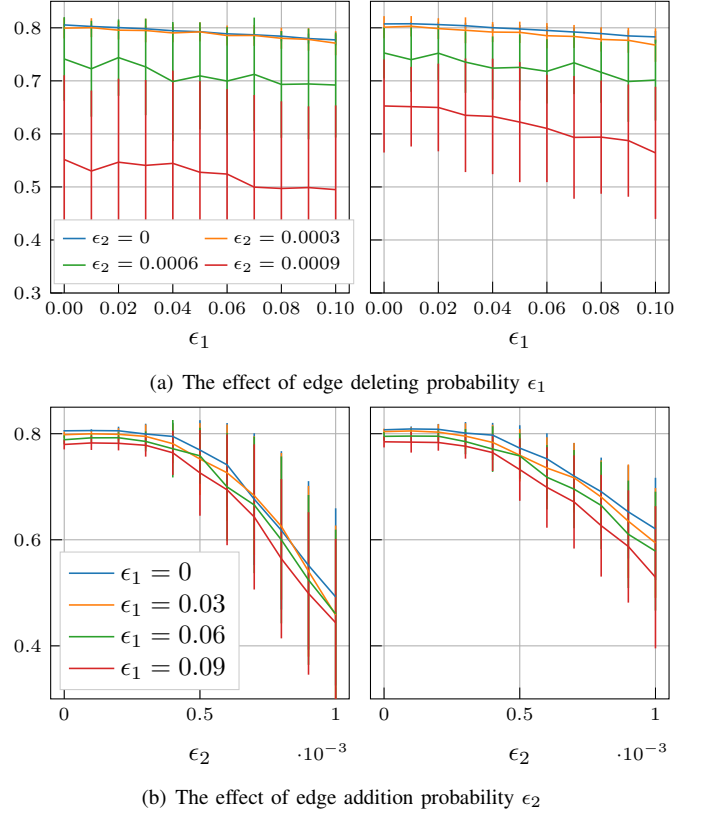 0.8
0.7
0.6
0.5
0.4
0.3
ϵ₂ = 0
ϵ₂ = 0.0003
ϵ₂ = 0.0006
ϵ₂ = 0.0009
0.00 0.02 0.04 0.06 0.08 0.10
0.00 0.02 0.04 0.06 0.08 0.10
ϵ₁
ϵ₁
(a) The effect of edge deleting probability ϵ₁
0.8
0.6
0.4
ϵ₁ = 0
ϵ₁ = 0.03
ϵ₁ = 0.06
ϵ₁ = 0.09
0 0.5 1
0 0.5 1
ϵ₂ ·10⁻³
ϵ₂ ·10⁻³
(b) The effect of edge addition probability ϵ₂